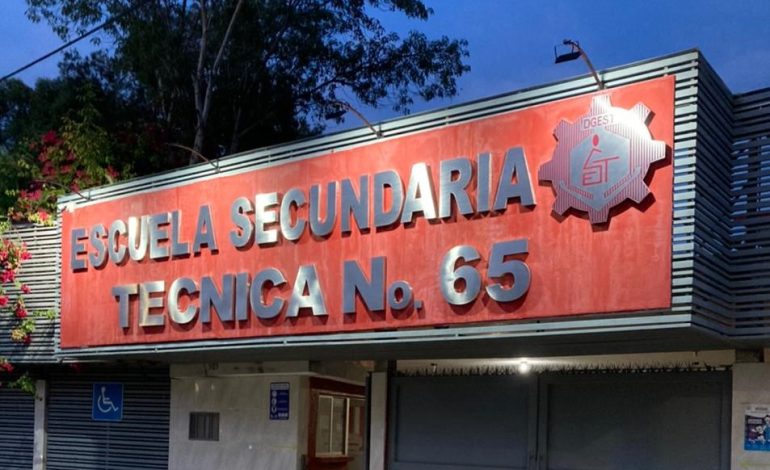 ESCUELA SECUNDARIA
TECNICA No. 65
DGEST